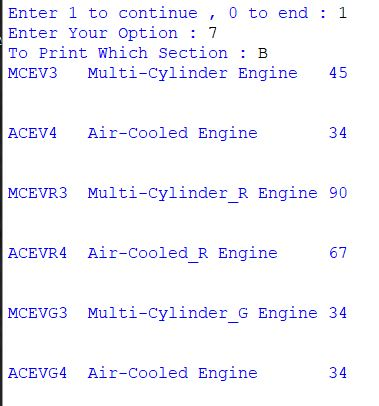 Enter 1 to continue , 0 to end : 1
Enter Your Option : 7
To Print Which Section : B
MCEV3 Multi-Cylinder Engine 45
ACEV4 Air-Cooled Engine 34
MCEVR3 Multi-Cylinder_R Engine 90
ACEVR4 Air-Cooled_R Engine 67
MCEVG3 Multi-Cylinder_G Engine 34
ACEVG4 Air-Cooled Engine 34